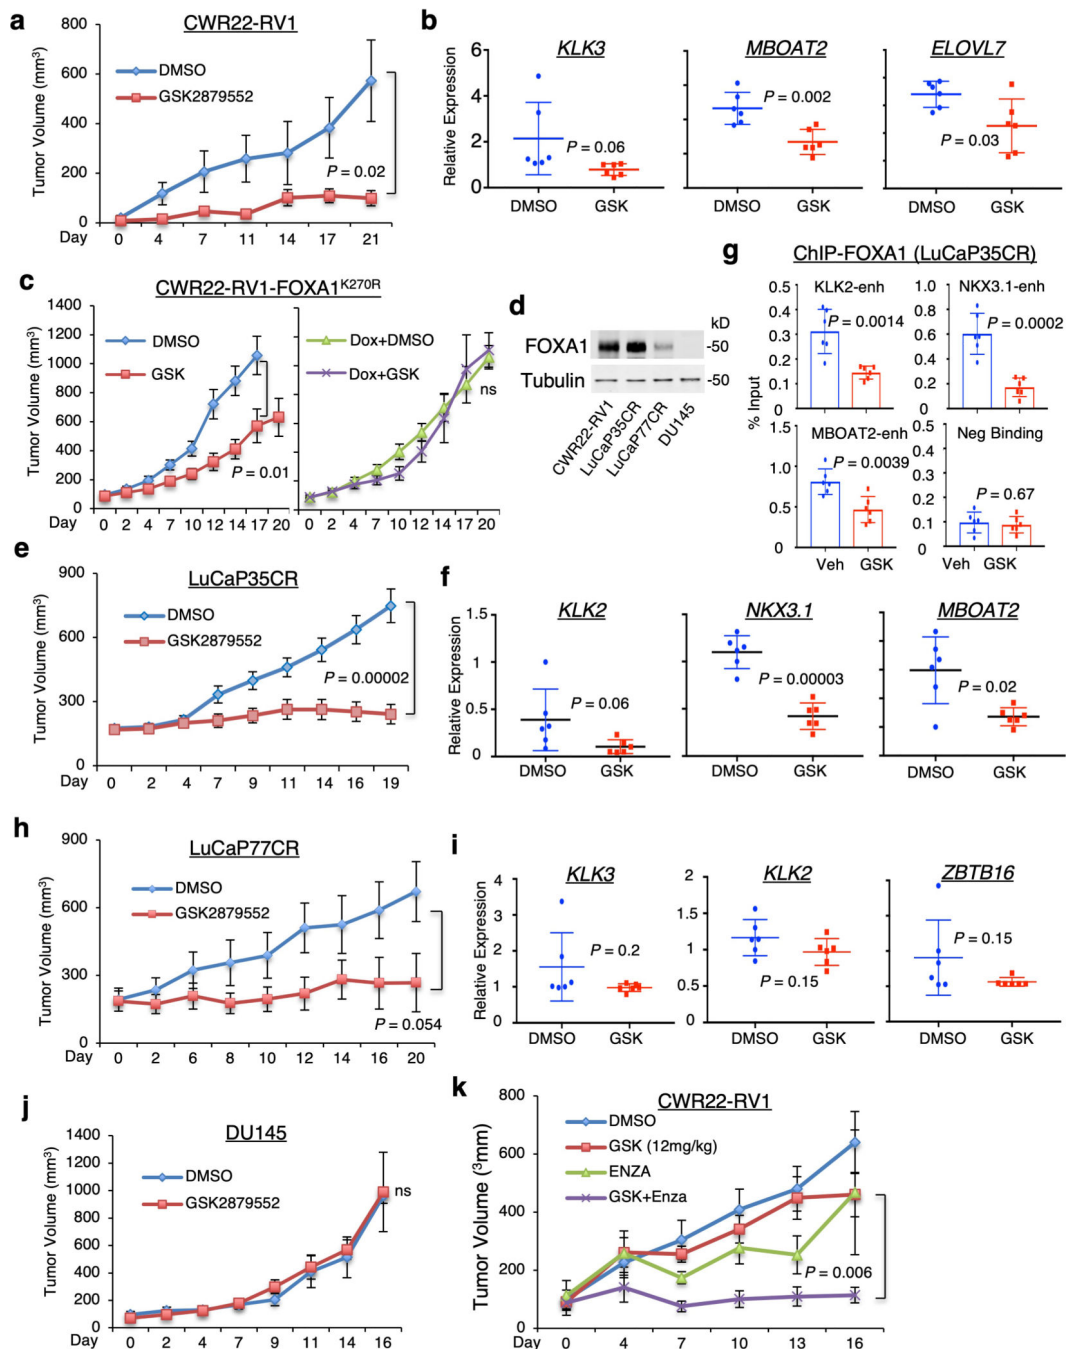 a
CWR22-RV1
Tumor Volume (mm3)
800
600
400
200
0
DMSO
GSK2879552
P = 0.02
Day 0 4 7 11 14 17 21
b
Relative Expression
6
4
2
0
KLK3
P = 0.06
DMSO GSK
MBOAT2
P = 0.002
DMSO GSK
ELOVL7
P = 0.03
DMSO GSK
c
CWR22-RV1-FOXA1K270R
Tumor Volume (mm3)
1400
1200
1000
800
600
400
200
0
DMSO
GSK
P = 0.01
Day 0 2 4 7 10 12 14 17 20
Dox+DMSO
Dox+GSK
ns
0 2 4 7 10 12 14 17 20
d
kD
FOXA1 -50
Tubulin -50
CWR22-RV1
LuCaP35CR
LuCaP77CR
DU145
g
ChIP-FOXA1 (LuCaP35CR)
% Input
KLK2-enh
0.5
0.4
0.3
0.2
0.1
0
P = 0.0014
NKX3.1-enh
1.0
0.8
0.6
0.4
0.2
0
P = 0.0002
MBOAT2-enh
1.5
1.0
0.5
0
P = 0.0039
Veh GSK
Neg Binding
0.5
0.4
0.3
0.2
0.1
0
P = 0.67
Veh GSK
e
LuCaP35CR
Tumor Volume (mm3)
900
600
300
0
DMSO
GSK2879552
P = 0.00002
Day 0 2 4 7 9 11 14 16 19
f
Relative Expression
1.5
1
0.5
0
KLK2
P = 0.06
DMSO GSK
NKX3.1
P = 0.00003
DMSO GSK
MBOAT2
P = 0.02
DMSO GSK
h
LuCaP77CR
Tumor Volume (mm3)
900
600
300
0
DMSO
GSK2879552
P = 0.054
Day 0 2 6 8 10 12 14 16 20
i
Relative Expression
4
3
2
1
0
KLK3
P = 0.2
DMSO GSK
2
1.5
1
0.5
0
KLK2
P = 0.15
DMSO GSK
ZBTB16
P = 0.15
DMSO GSK
j
DU145
Tumor Volume (mm3)
1400
1200
1000
800
600
400
200
0
DMSO
GSK2879552
ns
Day 0 2 4 7 9 11 14 16
k
CWR22-RV1
Tumor Volume (3mm)
800
600
400
200
0
DMSO
GSK (12mg/kg)
ENZA
GSK+Enza
P = 0.006
Day 0 4 7 10 13 16